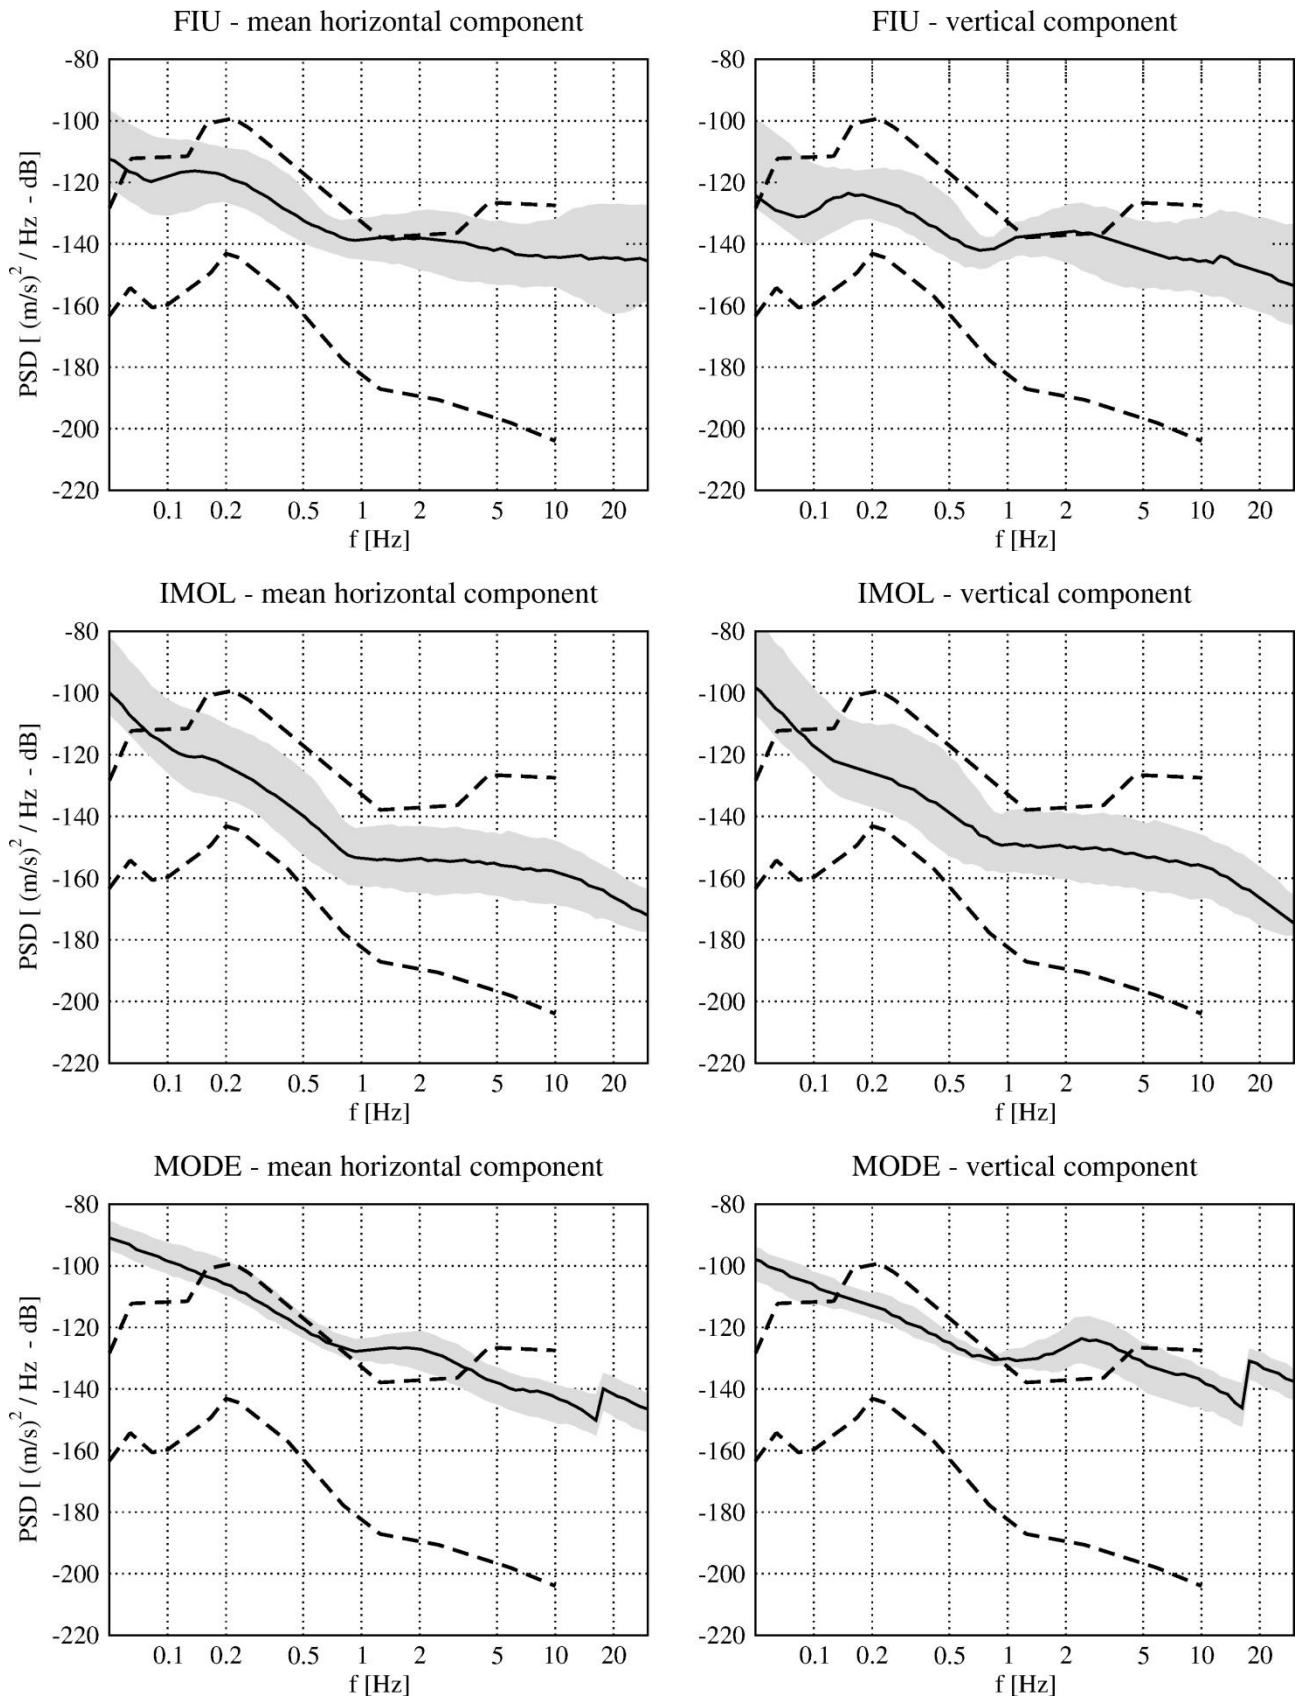 FIU - mean horizontal component
FIU - vertical component
-80
-100
-120
-140
-160
-180
-200
-220
PSD [ (m/s)² / Hz - dB]
0.1 0.2 0.5 1 2 5 10 20
f [Hz]
-80
-100
-120
-140
-160
-180
-200
-220
0.1 0.2 0.5 1 2 5 10 20
f [Hz]
IMOL - mean horizontal component
IMOL - vertical component
-80
-100
-120
-140
-160
-180
-200
-220
PSD [ (m/s)² / Hz - dB]
0.1 0.2 0.5 1 2 5 10 20
f [Hz]
-80
-100
-120
-140
-160
-180
-200
-220
0.1 0.2 0.5 1 2 5 10 20
f [Hz]
MODE - mean horizontal component
MODE - vertical component
-80
-100
-120
-140
-160
-180
-200
-220
PSD [ (m/s)² / Hz - dB]
0.1 0.2 0.5 1 2 5 10 20
f [Hz]
-80
-100
-120
-140
-160
-180
-200
-220
0.1 0.2 0.5 1 2 5 10 20
f [Hz]